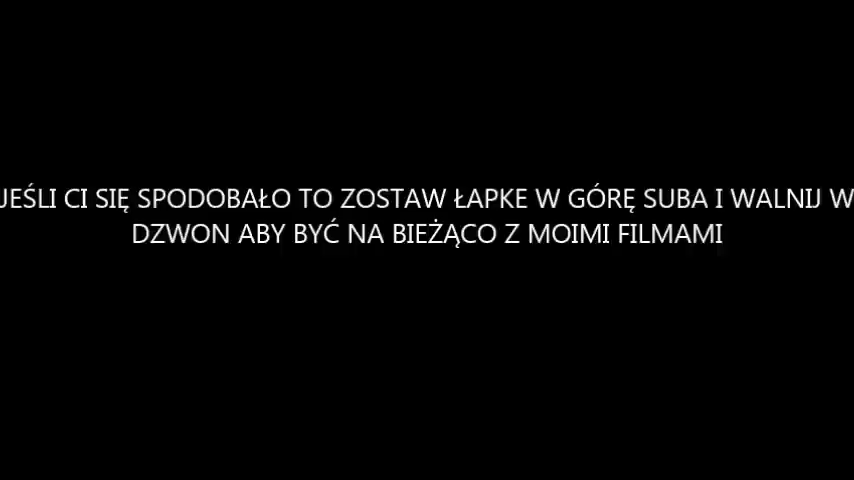 JEŚLI CI SIĘ SPODOBAŁO TO ZOSTAW ŁAPKE W GÓRĘ SUBA I WALNIJ W
DZWON ABY BYĆ NA BIEŻĄCO Z MOIMI FILMAMI